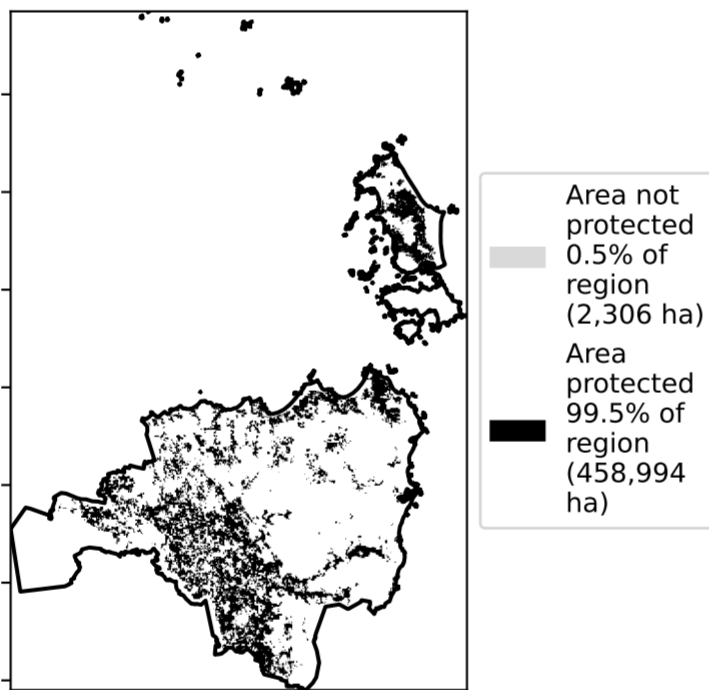 Area not
protected
0.5% of
region
(2,306 ha)
Area
protected
99.5% of
region
(458,994
ha)